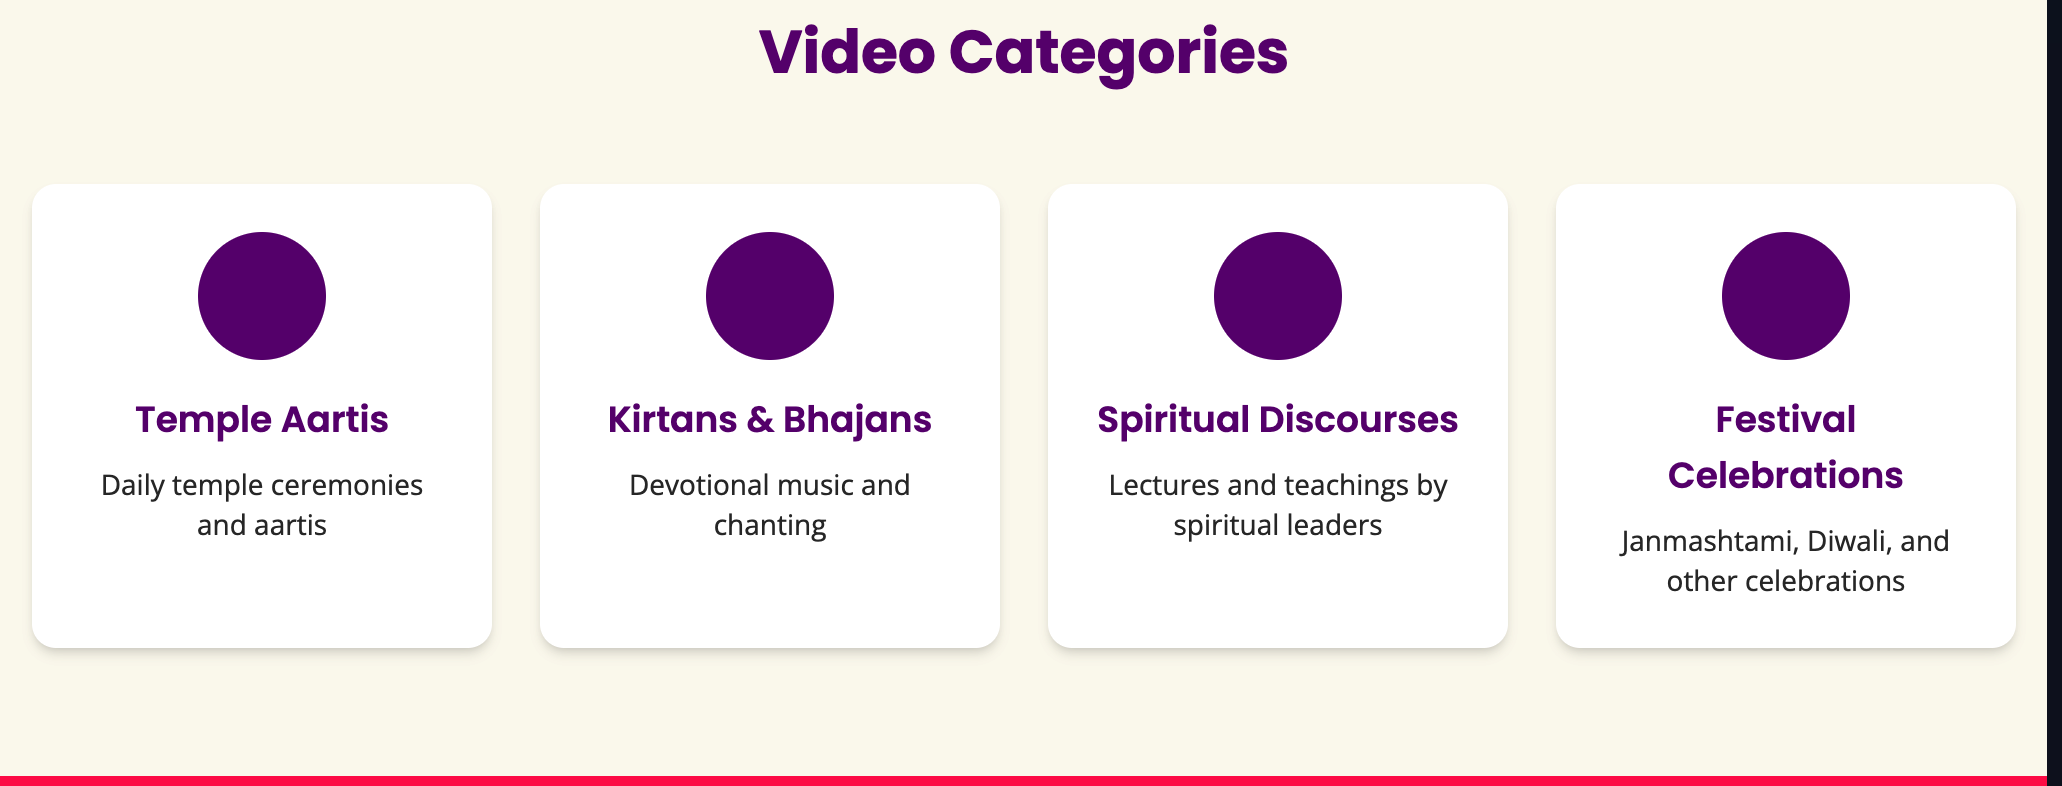 Video Categories
Temple Aartis
Daily temple ceremonies
and aartis
Kirtans & Bhajans
Devotional music and
chanting
Spiritual Discourses
Lectures and teachings by
spiritual leaders
Festival
Celebrations
Janmashtami, Diwali, and
other celebrations